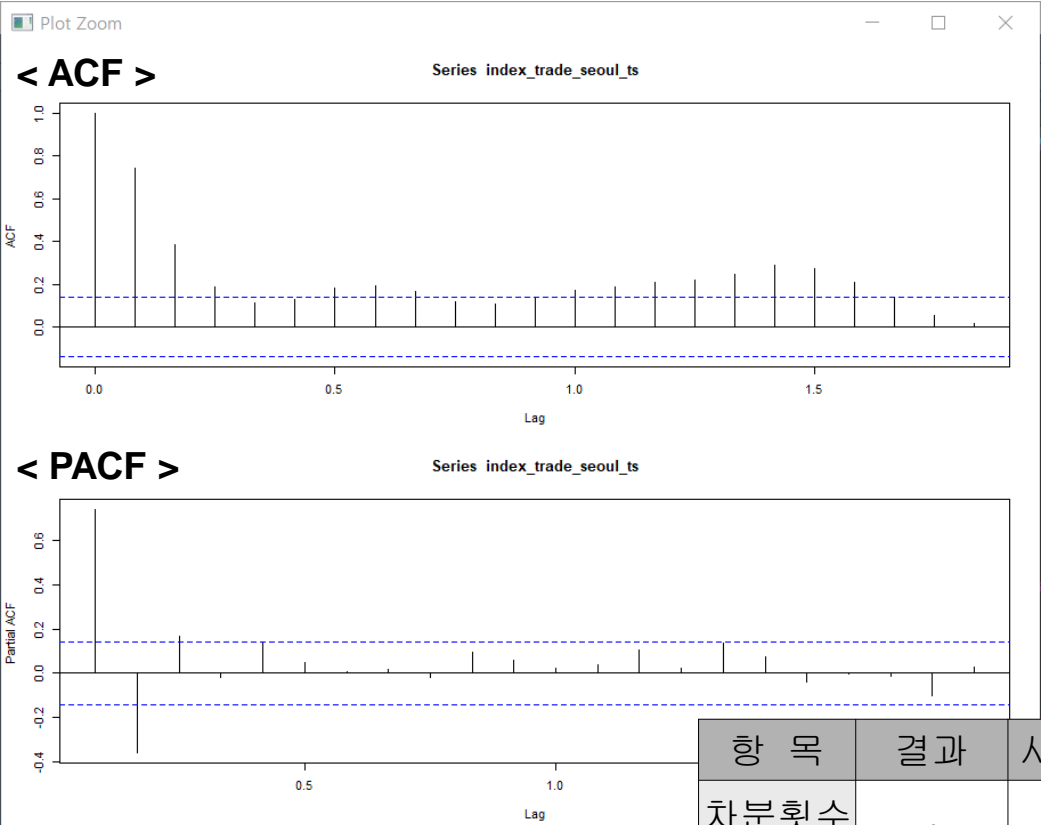 Plot Zoom
< ACF >
Series index_trade_seoul_ts
1.0
0.8
0.6
0.4
0.2
0.0
ACF
0.0 0.5 1.0 1.5
Lag
< PACF >
Series index_trade_seoul_ts
0.6
0.4
0.2
0.0
-0.2
-0.4
Partial ACF
0.5 1.0
Lag
항 목 결과
차분횟수